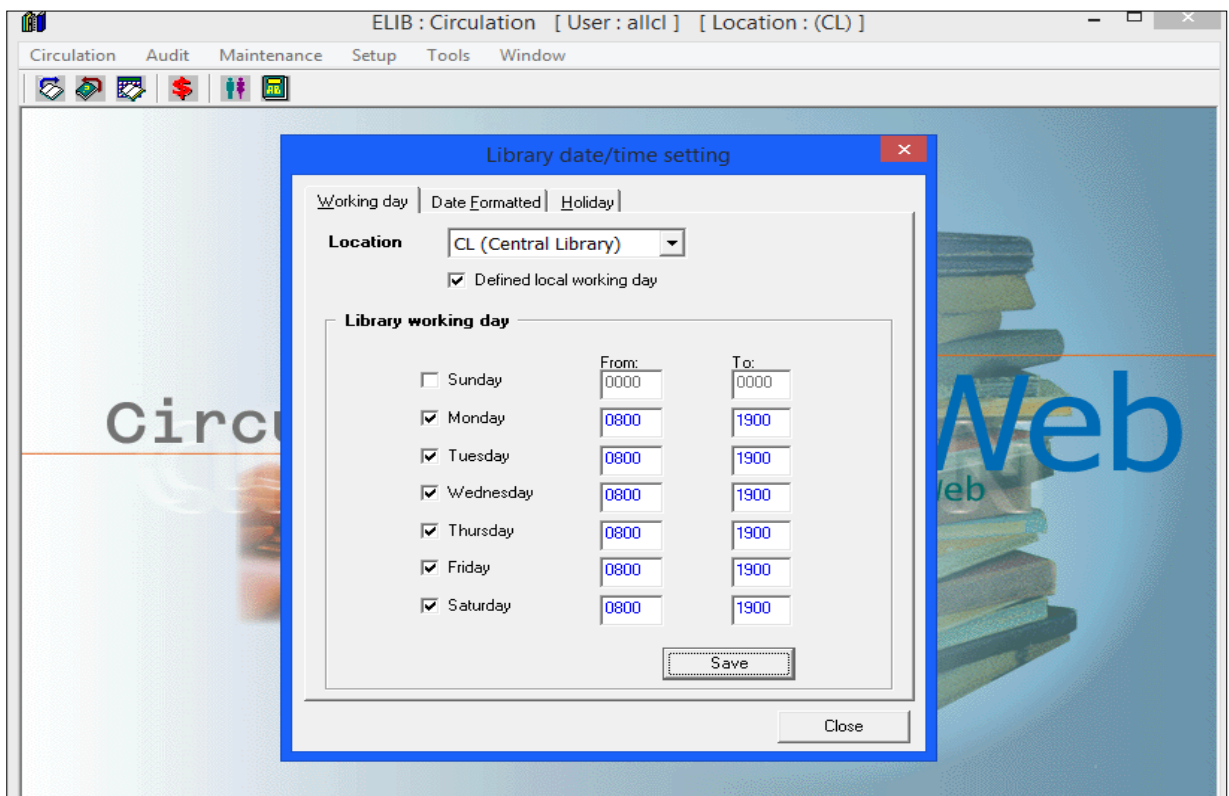 ELIB : Circulation [ User : allcl ] [ Location : (CL) ]
Circulation Audit Maintenance Setup Tools Window
Library date/time setting
Working day Date Formatted Holiday
Location CL (Central Library)
Defined local working day
Library working day
From: To:
Sunday 0000 0000
Monday 0800 1900
Tuesday 0800 1900
Wednesday 0800 1900
Thursday 0800 1900
Friday 0800 1900
Saturday 0800 1900
Save
Close
Circu
Web